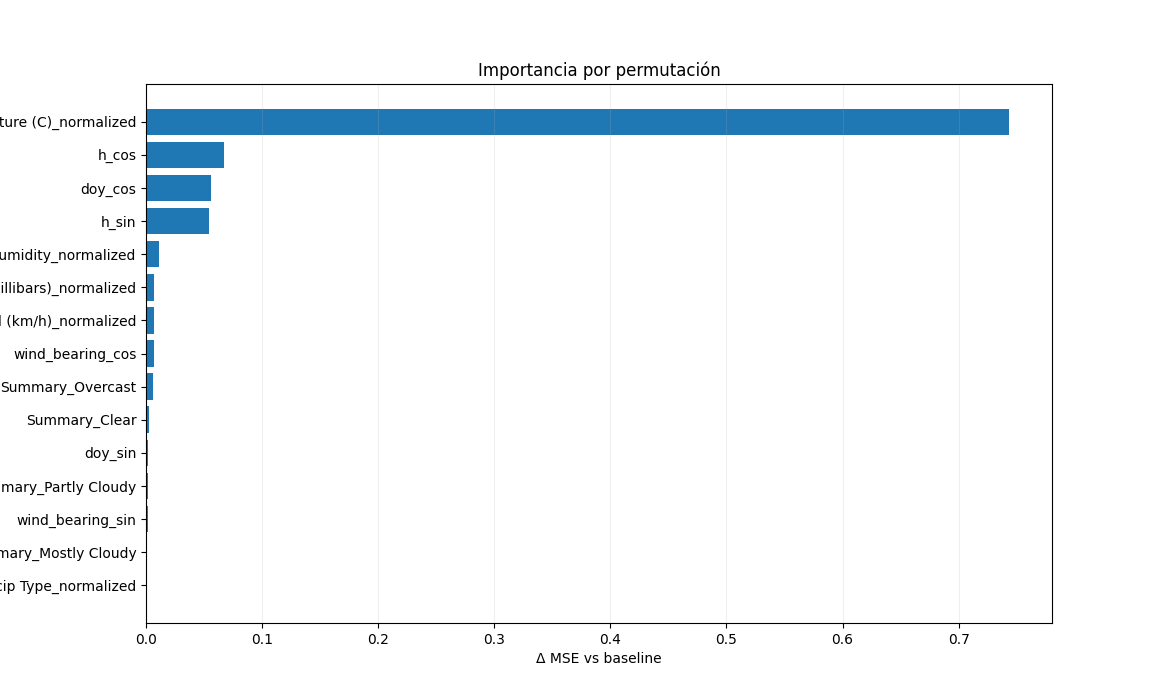 Importancia por permutación
ture (C)_normalized
h_cos
doy_cos
h_sin
umidity_normalized
illibars)_normalized
l (km/h)_normalized
wind_bearing_cos
Summary_Overcast
Summary_Clear
doy_sin
mary_Partly Cloudy
wind_bearing_sin
mary_Mostly Cloudy
cip Type_normalized
0.0 0.1 0.2 0.3 0.4 0.5 0.6 0.7
Δ MSE vs baseline